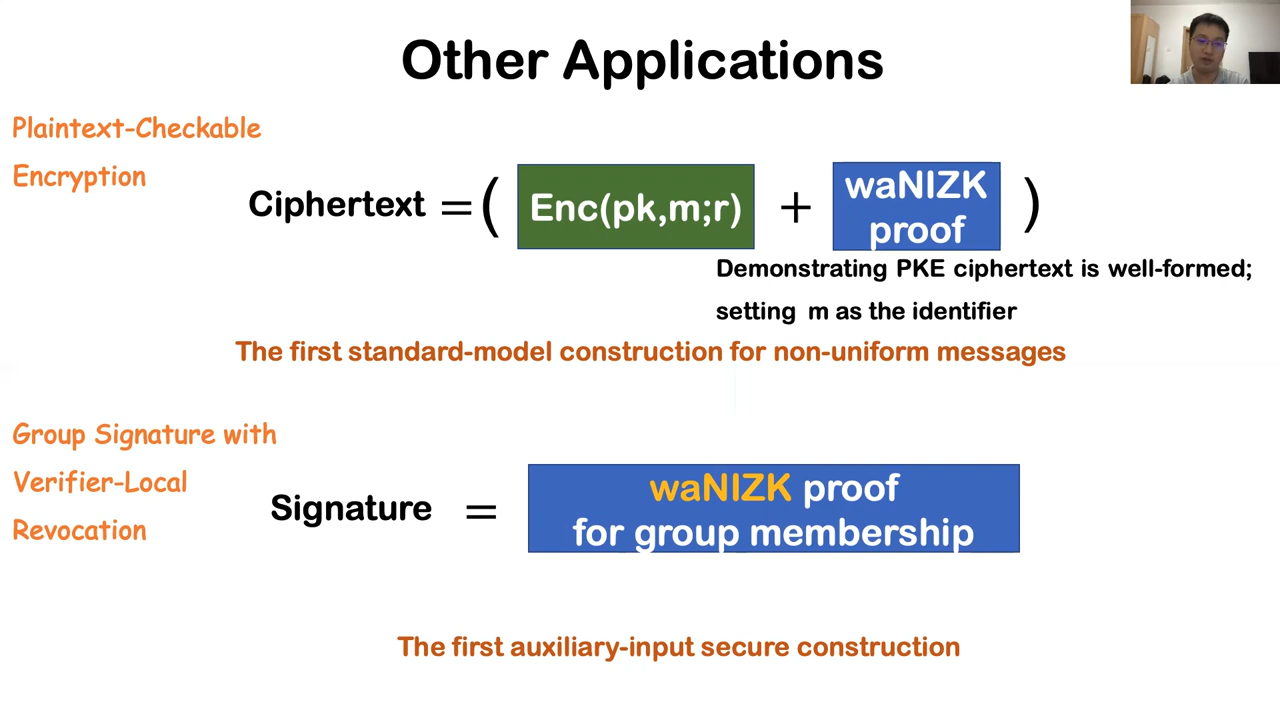 Other Applications
Plaintext-Checkable
Encryption
Ciphertext = ( Enc(pk,m;r) + waNIZK proof )
Demonstrating PKE ciphertext is well-formed;
setting m as the identifier
The first standard-model construction for non-uniform messages
Group Signature with
Verifier-Local
Revocation
Signature =
waNIZK proof
for group membership
The first auxiliary-input secure construction